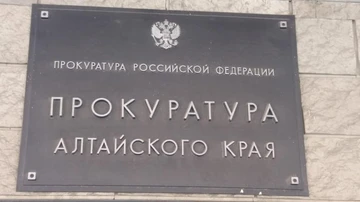 ПРОКУРАТУРА РОССИЙСКОЙ ФЕДЕРАЦИИ
ПРОКУРАТУРА
АЛТАЙСКОГО КРАЯ